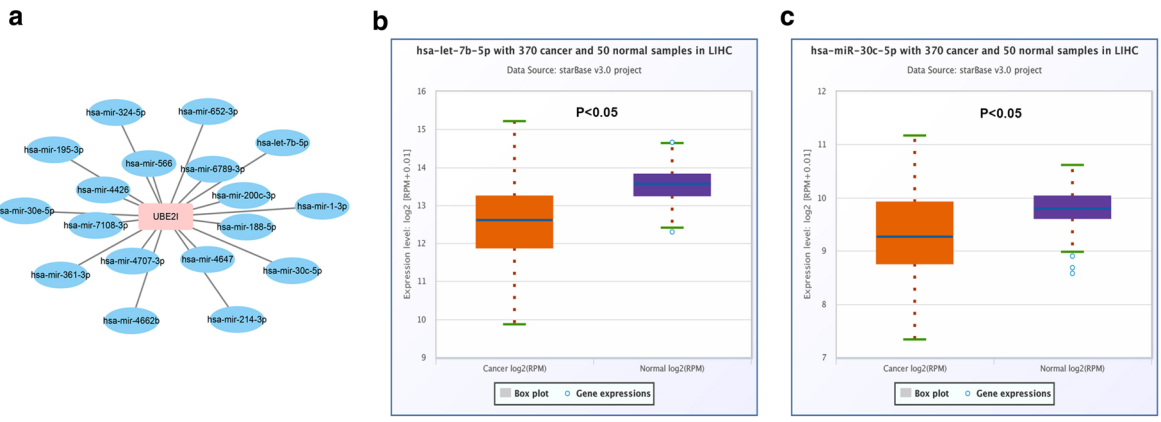 a
hsa-mir-324-5p
hsa-mir-652-3p
hsa-mir-195-3p
hsa-let-7b-5p
hsa-mir-566
hsa-mir-6789-3p
hsa-mir-4426
hsa-mir-200c-3p
sa-mir-30e-5p
UBE2I
hsa-mir-1-3p
hsa-mir-7108-3p
hsa-mir-188-5p
hsa-mir-4707-3p
hsa-mir-4647
hsa-mir-361-3p
hsa-mir-30c-5p
hsa-mir-4662b
hsa-mir-214-3p
b
hsa-let-7b-5p with 370 cancer and 50 normal samples in LIHC
Data Source: starBase v3.0 project
P<0.05
Expression level: log2 [RPM+0.01]
16
15
14
13
12
11
10
9
Cancer log2(RPM)
Normal log2(RPM)
Box plot
Gene expressions
c
hsa-miR-30c-5p with 370 cancer and 50 normal samples in LIHC
Data Source: starBase v3.0 project
P<0.05
Expression level: log2 [RPM+0.01]
12
11
10
9
8
7
Cancer log2(RPM)
Normal log2(RPM)
Box plot
Gene expressions